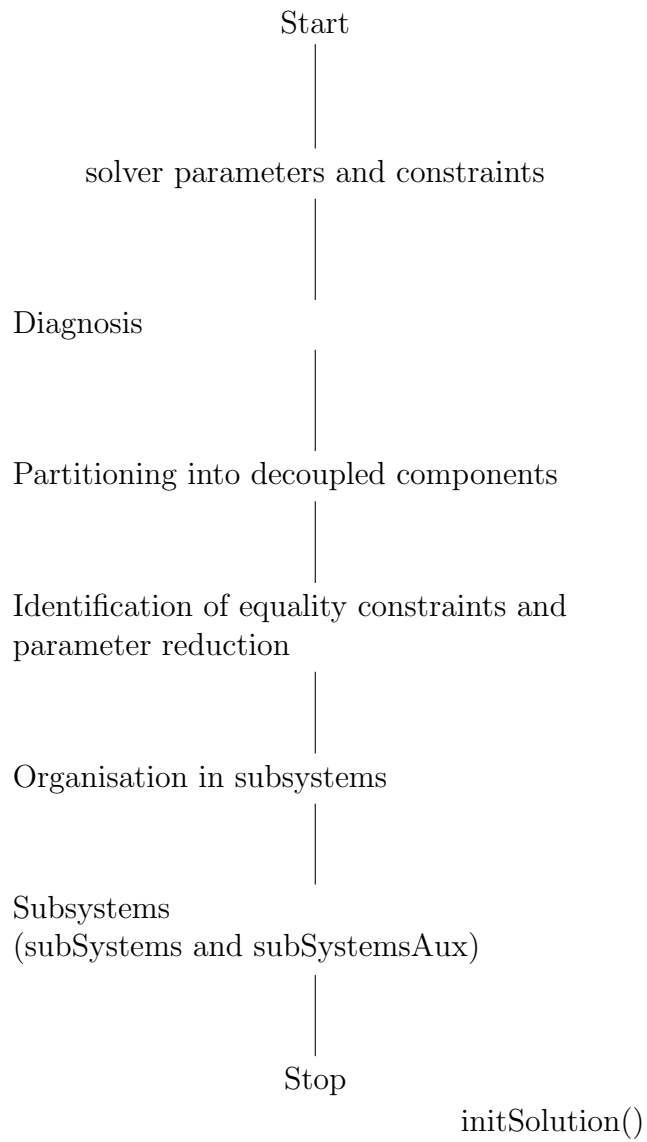 Start
solver parameters and constraints
Diagnosis
Partitioning into decoupled components
Identification of equality constraints and
parameter reduction
Organisation in subsystems
Subsystems
(subSystems and subSystemsAux)
Stop
initSolution()